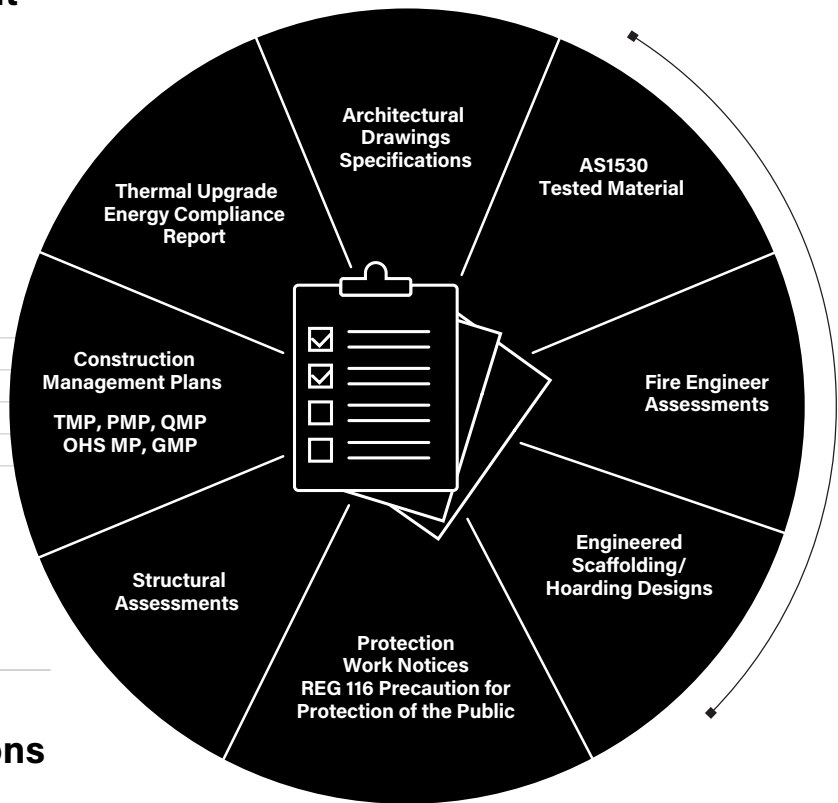 Architectural
Drawings
Specifications
AS1530
Tested Material
Fire Engineer
Assessments
Engineered
Scaffolding/
Hoarding Designs
Protection
Work Notices
REG 116 Precaution for
Protection of the Public
Structural
Assessments
Construction
Management Plans
TMP, PMP, QMP
OHS MP, GMP
Thermal Upgrade
Energy Compliance
Report